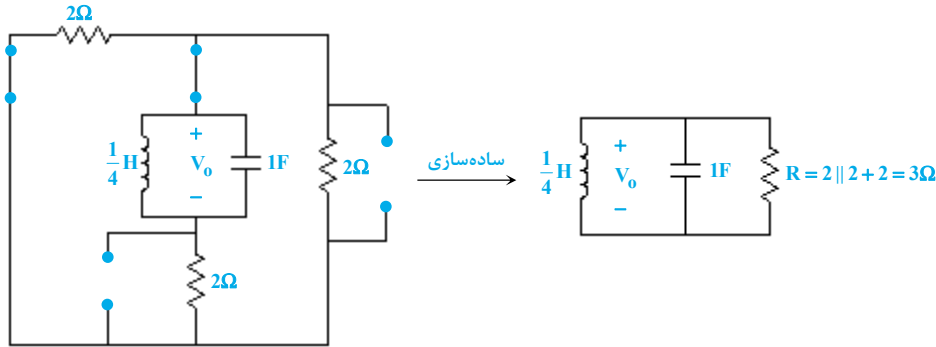 2Ω
1/4 H
+
V₀
−
1F
2Ω
2Ω
ساده‌سازی
1/4 H
+
V₀
−
1F
R = 2 || 2 + 2 = 3Ω